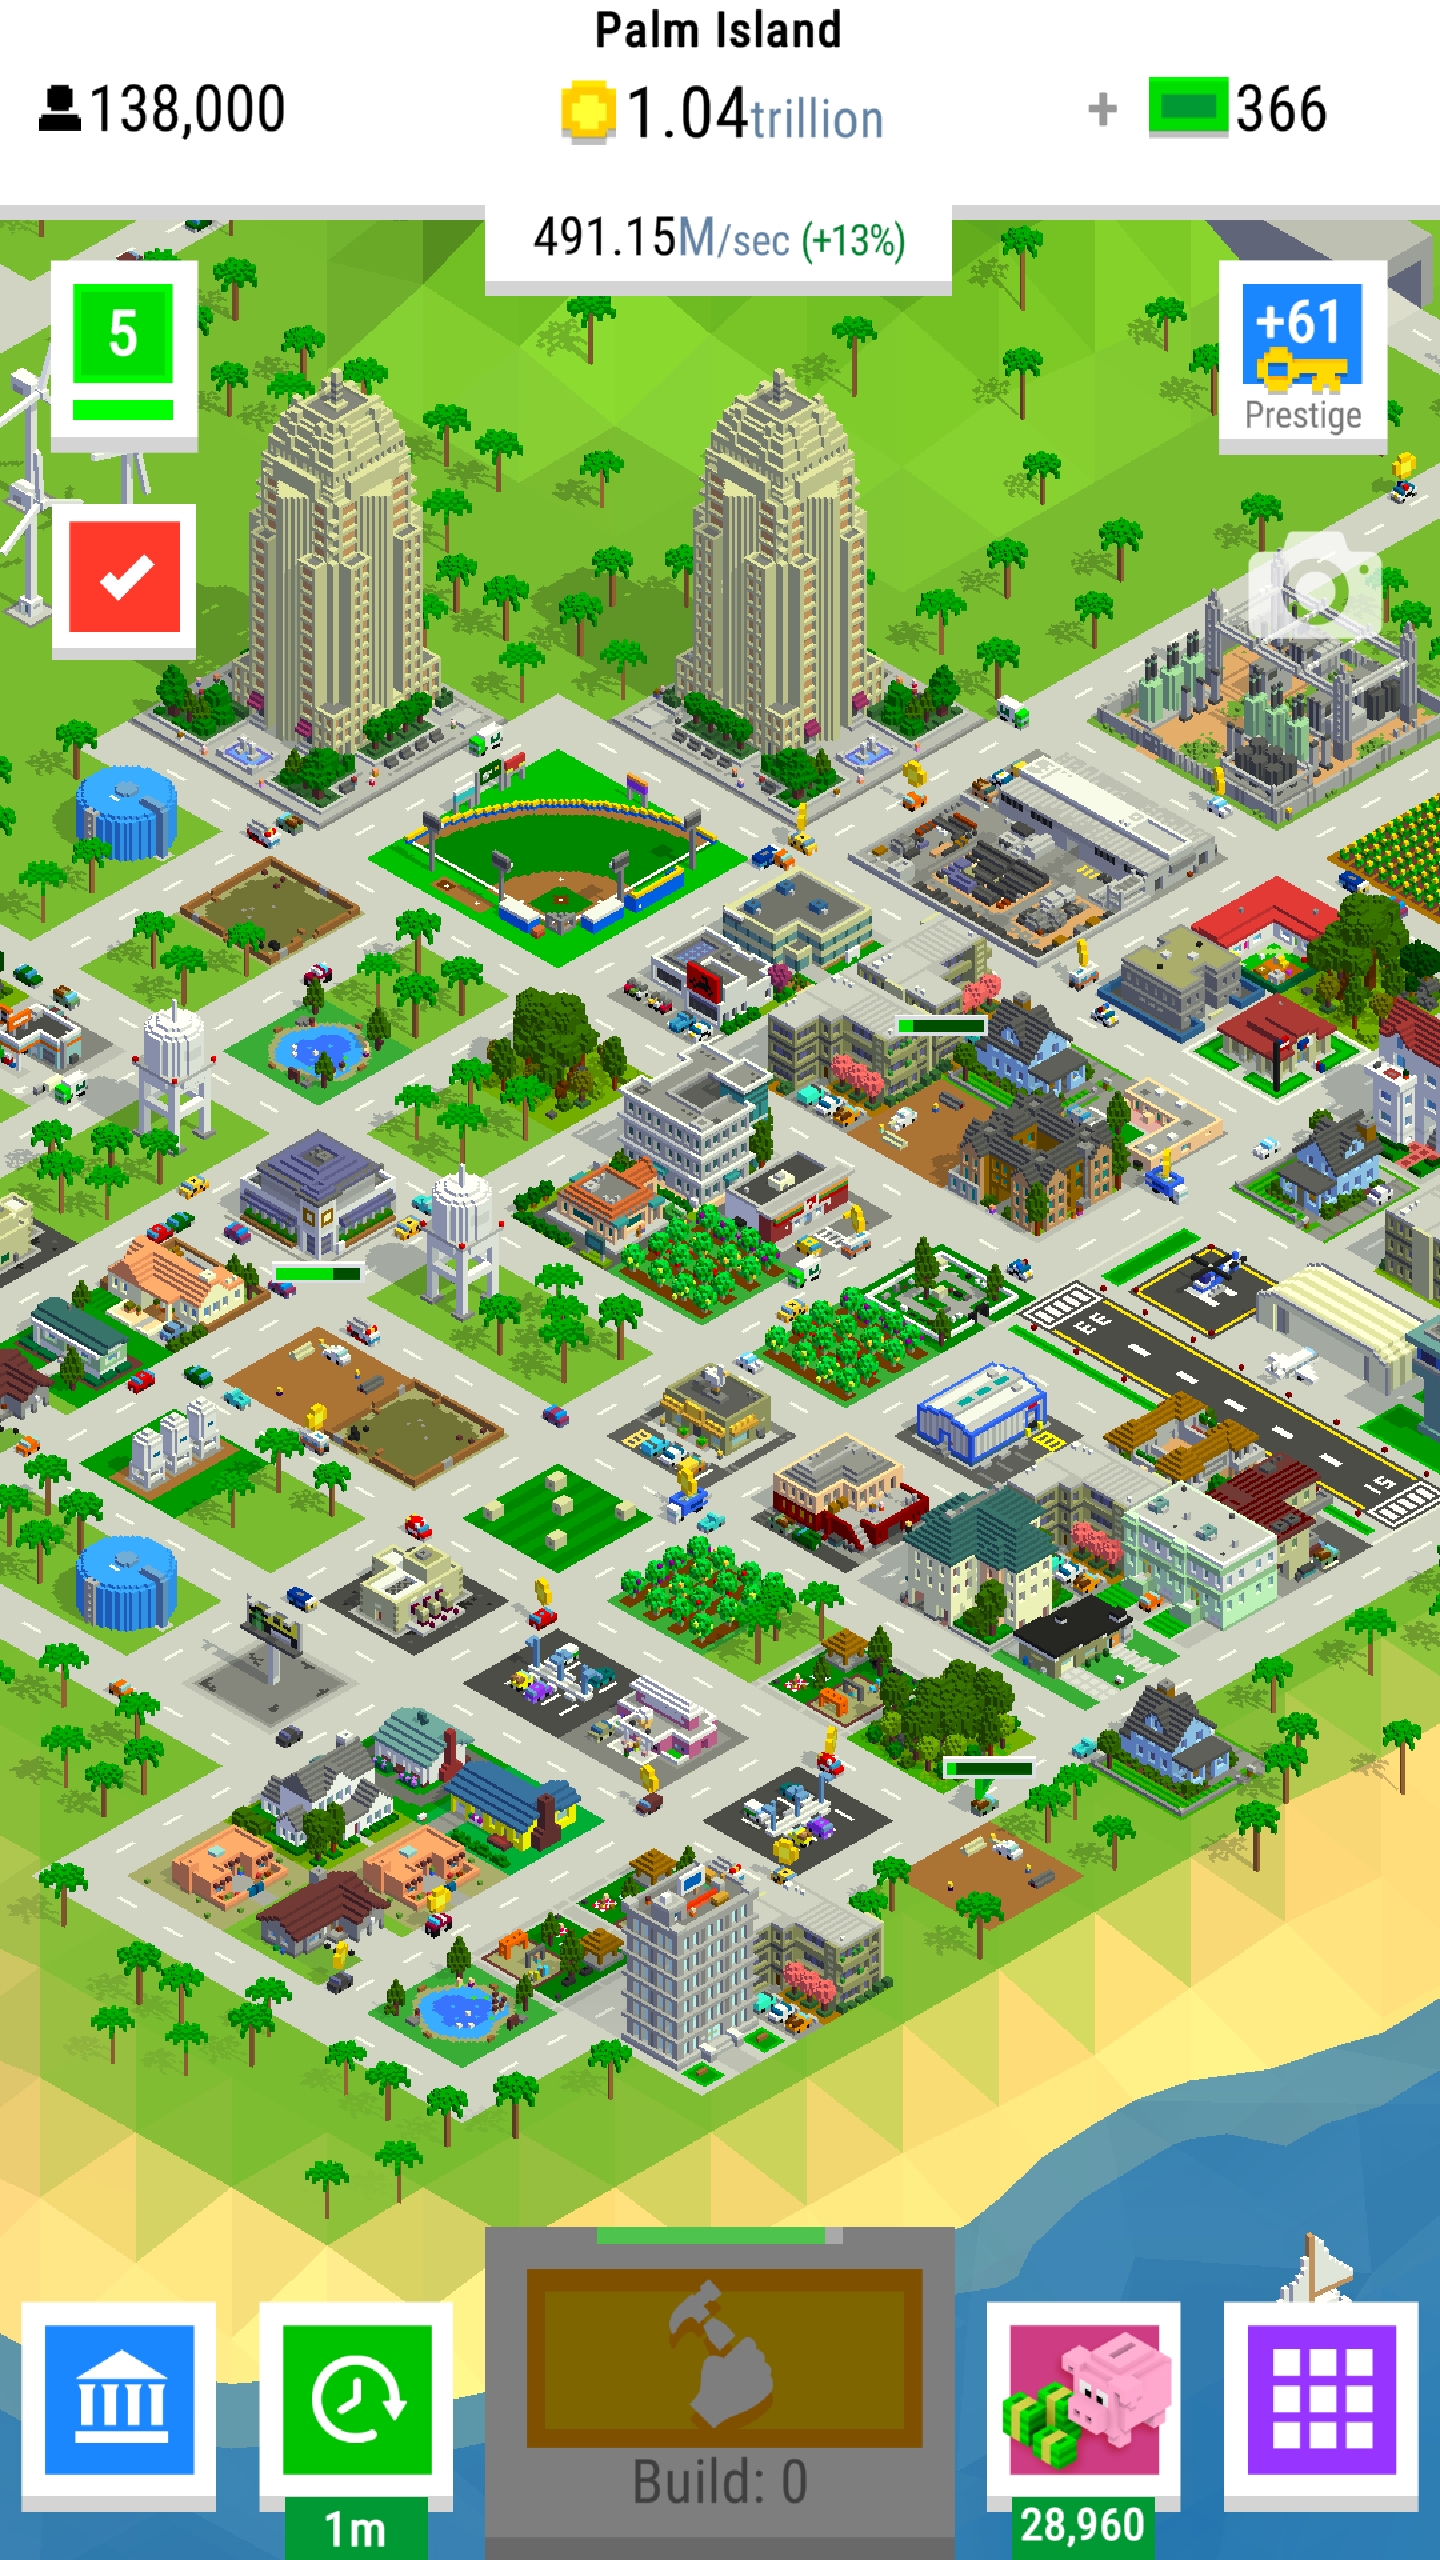 Palm Island
138,000
1.04trillion
+ 366
491.15M/sec (+13%)
5
+61
Prestige
Build: 0
1m
28,960